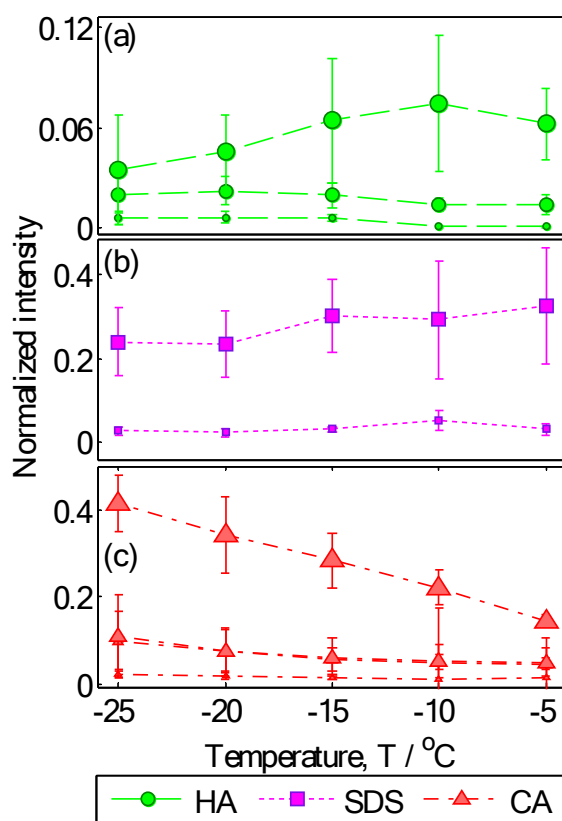 (a)
0.12
0.06
0
(b)
0.4
0.2
0
(c)
0.4
0.2
0
Normalized intensity
-25 -20 -15 -10 -5
Temperature, T / °C
HA SDS CA